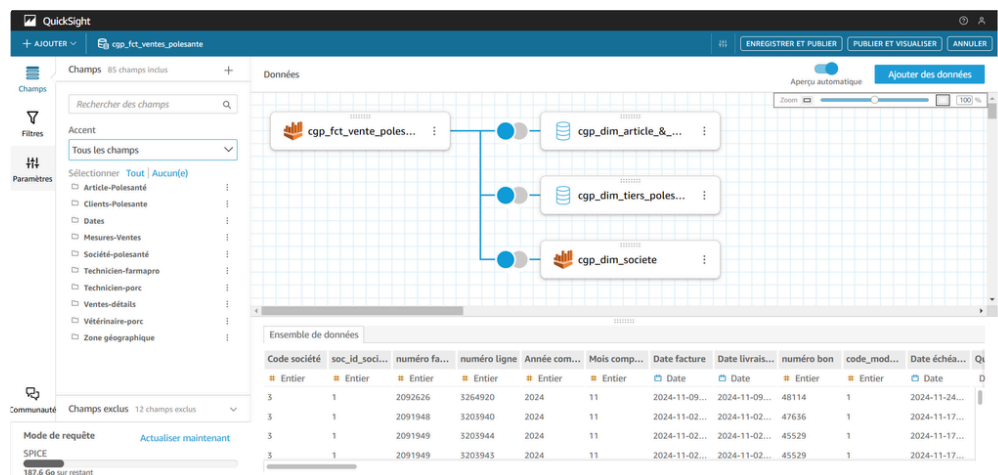 QuickSight
+ AJOUTER
cgp_fct_ventes_polesante
ENREGISTRER ET PUBLIER
PUBLIER ET VISUALISER
ANNULER
Champs
Filtres
Paramètres
Communauté
Champs 85 champs inclus
Rechercher des champs
Accent
Tous les champs
Sélectionner Tout Aucun(e)
Article-Polesanté
Clients-Polesante
Dates
Mesures-Ventes
Société-polesanté
Technicien-farmapro
Technicien-porc
Ventes-détails
Vétérinaire-porc
Zone géographique
Champs exclus 12 champs exclus
Mode de requête Actualiser maintenant
SPICE
187.6 Go sur restant
Données
Aperçu automatique
Ajouter des données
Zoom 100 %
cgp_fct_vente_poles...
cgp_dim_article_&_...
cgp_dim_tiers_poles...
cgp_dim_societe
Ensemble de données
Code société soc_id_soci... numéro fa... numéro ligne Année com... Mois comp... Date facture Date livrais... numéro bon code_mod... Date échéa... Qu
# Entier # Entier # Entier # Entier # Entier # Entier Date Date # Entier # Entier Date D
3 1 2092626 3264920 2024 11 2024-11-09... 2024-11-09... 48114 1 2024-11-24...
3 1 2091948 3203940 2024 11 2024-11-02... 2024-11-02... 47636 1 2024-11-17...
3 1 2091949 3203944 2024 11 2024-11-02... 2024-11-02... 45529 1 2024-11-17...
3 1 2091949 3203943 2024 11 2024-11-02... 2024-11-02... 45529 1 2024-11-17...